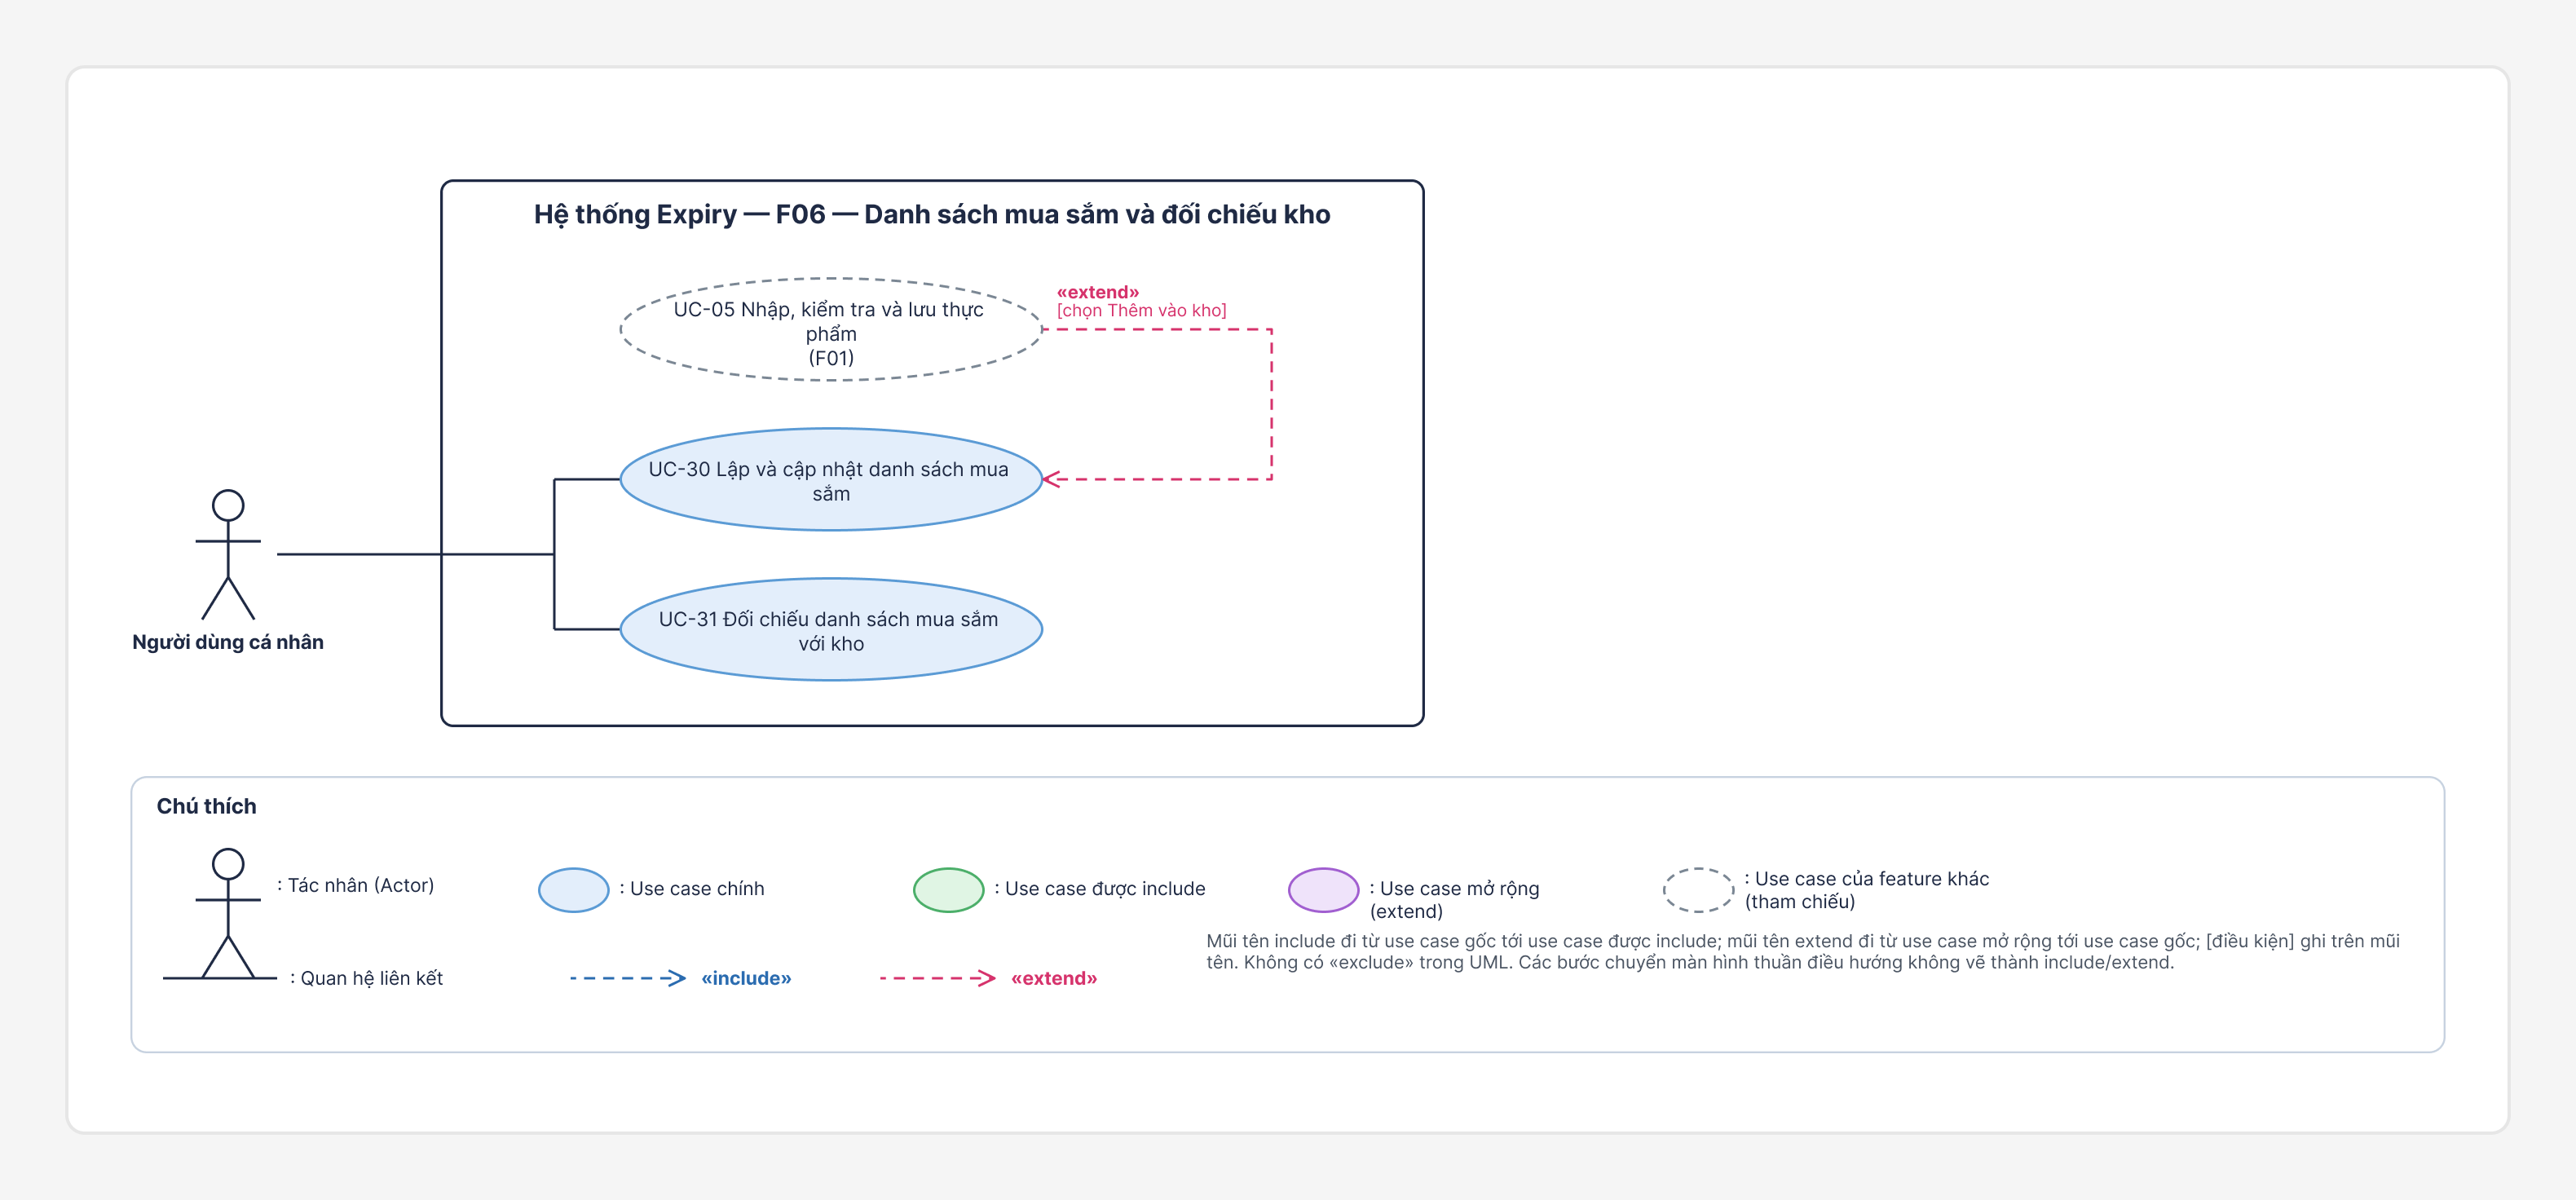 Hệ thống Expiry — F06 — Danh sách mua sắm và đối chiếu kho
UC-05 Nhập, kiểm tra và lưu thực
phẩm
(F01)
«extend»
[chọn Thêm vào kho]
UC-30 Lập và cập nhật danh sách mua
sắm
UC-31 Đối chiếu danh sách mua sắm
với kho
Người dùng cá nhân
Chú thích
: Tác nhân (Actor)
: Use case chính
: Use case được include
: Use case mở rộng
(extend)
: Use case của feature khác
(tham chiếu)
: Quan hệ liên kết
«include»
«extend»
Mũi tên include đi từ use case gốc tới use case được include; mũi tên extend đi từ use case mở rộng tới use case gốc; [điều kiện] ghi trên mũi
tên. Không có «exclude» trong UML. Các bước chuyển màn hình thuần điều hướng không vẽ thành include/extend.